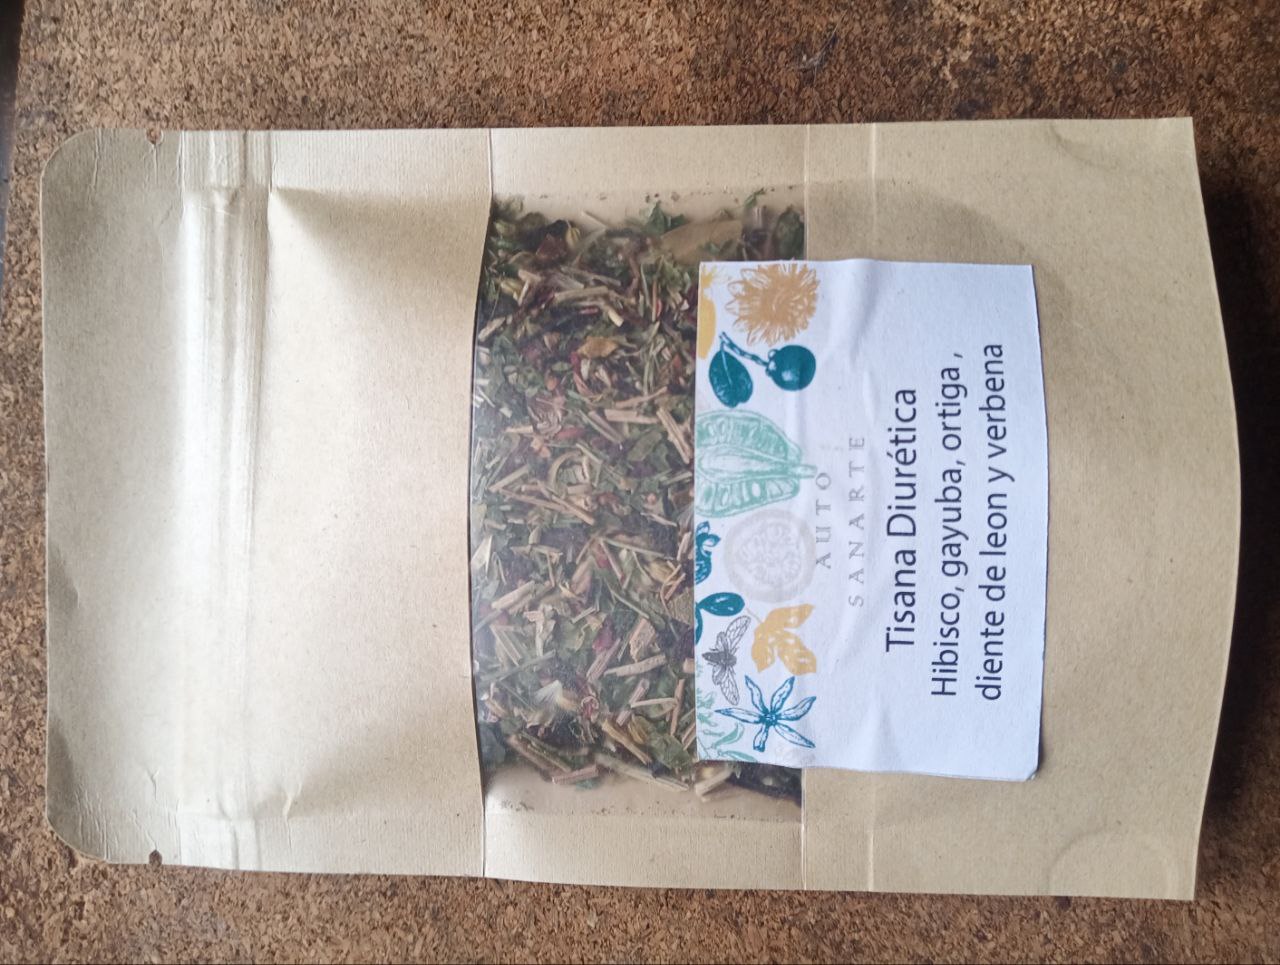 AUTO
SANARTE
Tisana Diurética
Hibisco, gayuba, ortiga ,
diente de leon y verbena